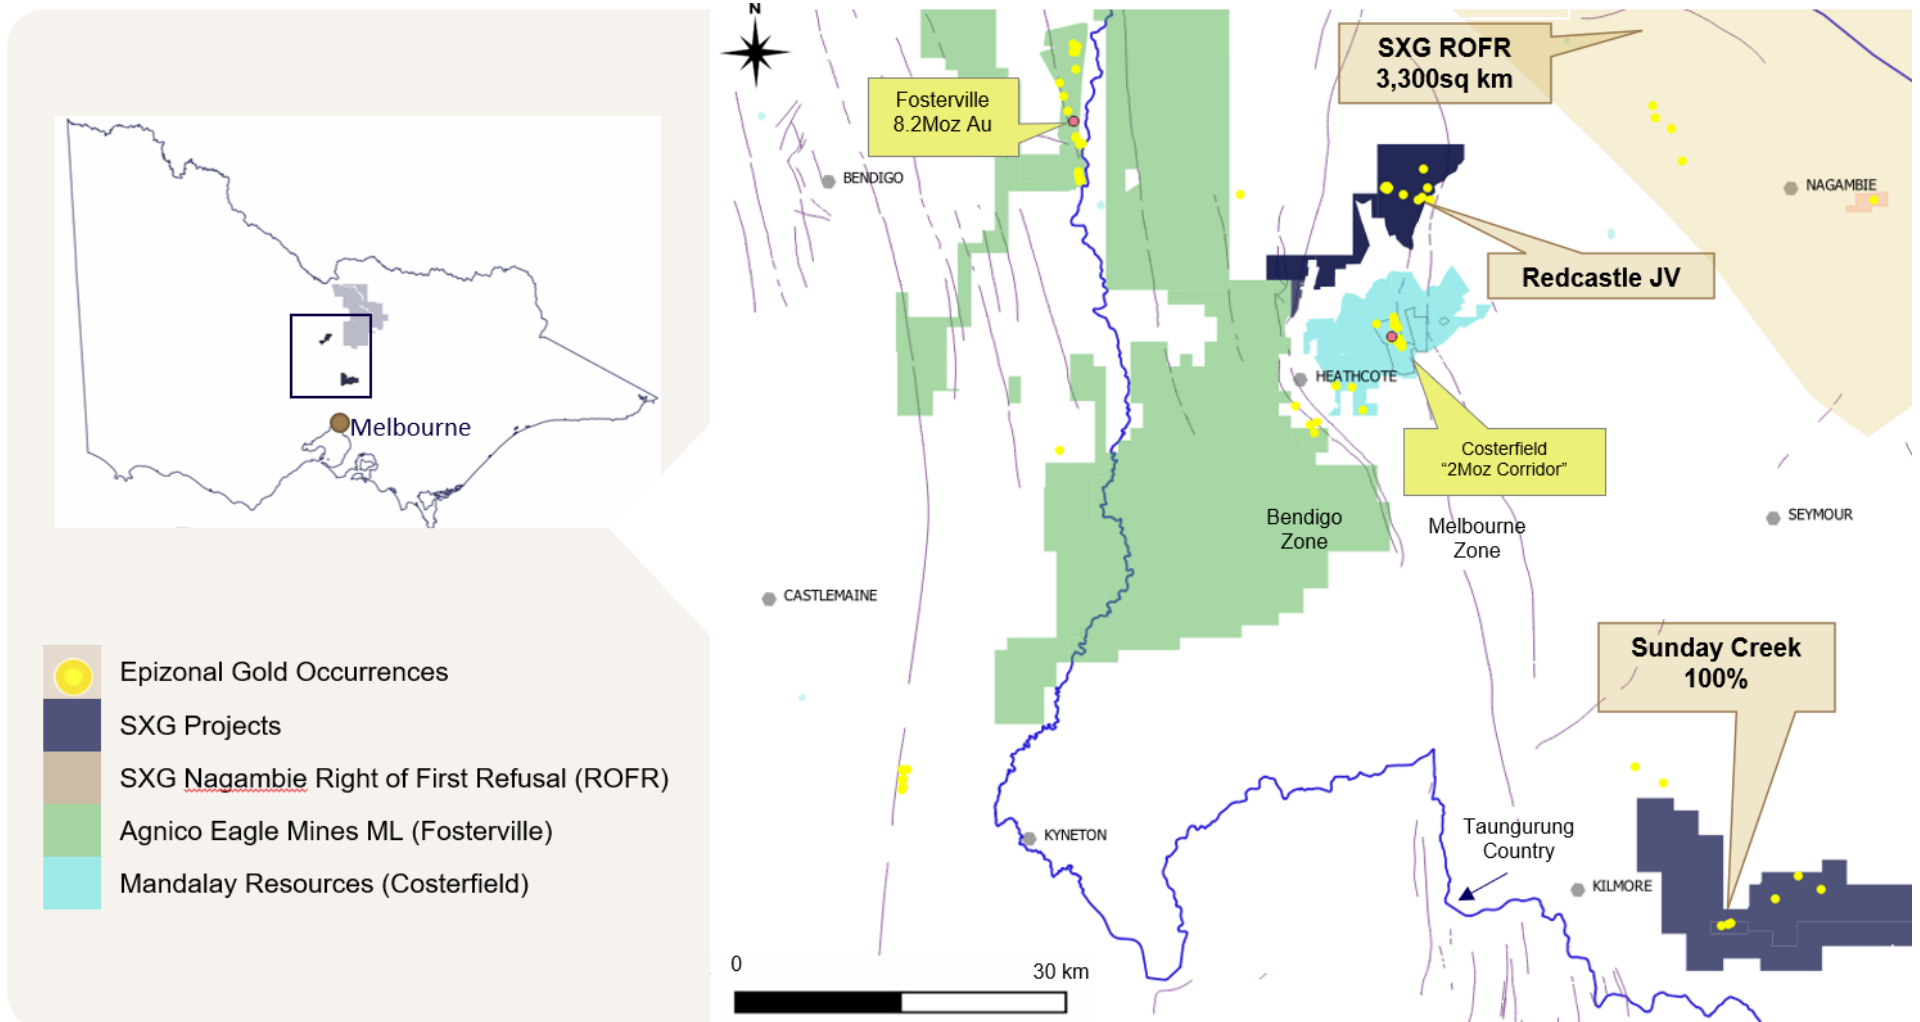 Melbourne
Epizonal Gold Occurrences
SXG Projects
SXG Nagambie Right of First Refusal (ROFR)
Agnico Eagle Mines ML (Fosterville)
Mandalay Resources (Costerfield)
N
Fosterville
8.2Moz Au
SXG ROFR
3,300sq km
BENDIGO
NAGAMBIE
Redcastle JV
HEATHCOTE
Costerfield
“2Moz Corridor”
Bendigo
Zone
Melbourne
Zone
SEYMOUR
CASTLEMAINE
Sunday Creek
100%
KYNETON
Taungurung
Country
KILMORE
0
30 km